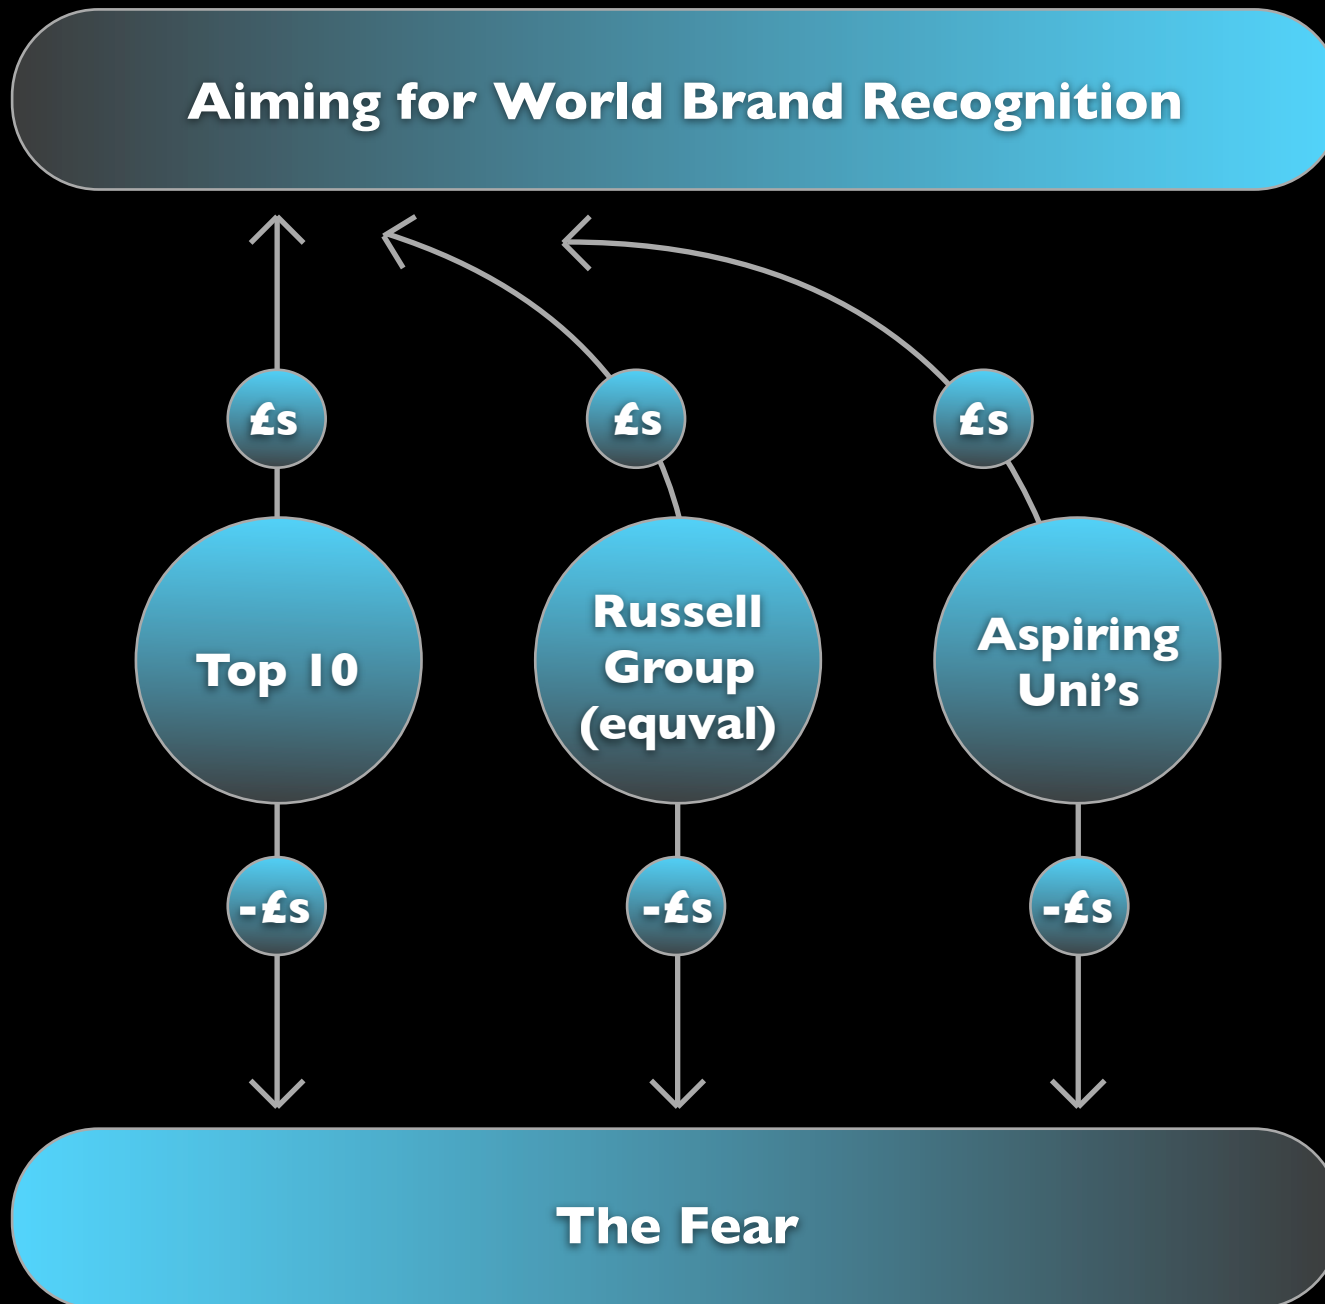 Aiming for World Brand Recognition
£s
£s
£s
Top 10
Russell
Group
(equval)
Aspiring
Uni’s
-£s
-£s
-£s
The Fear